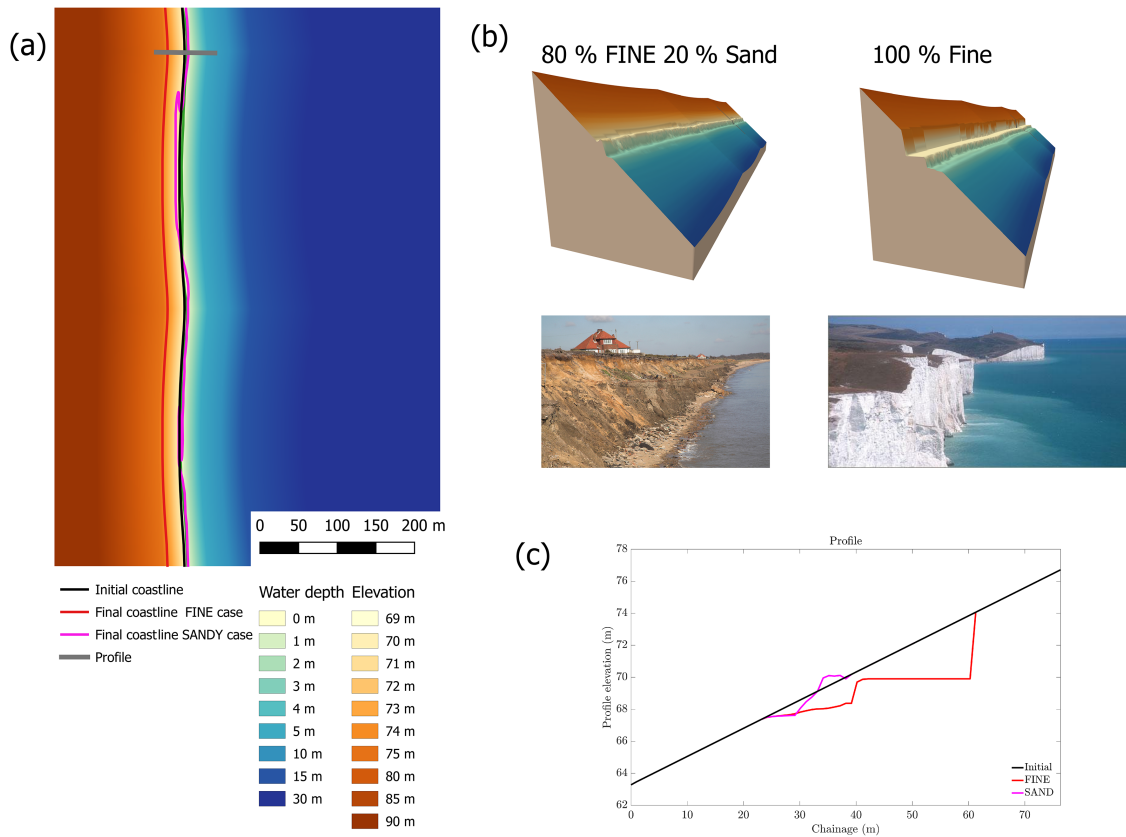 (a)
0 50 100 150 200 m
Initial coastline
Final coastline FINE case
Final coastline SANDY case
Profile
Water depth Elevation
0 m 69 m
1 m 70 m
2 m 71 m
3 m 72 m
4 m 73 m
5 m 74 m
10 m 75 m
15 m 80 m
30 m 85 m
90 m
(b)
80 % FINE 20 % Sand 100 % Fine
(c)
Profile
78
76
74
72
70
68
66
64
62
Profile elevation (m)
0 10 20 30 40 50 60 70
Chainage (m)
Initial
FINE
SAND